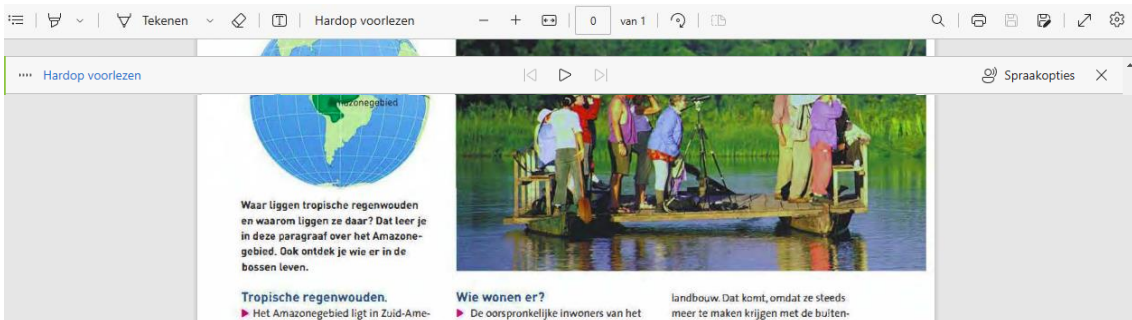 Tekenen
Hardop voorlezen
0 van 1
Hardop voorlezen
Spraakopties
Amazonegebied
Waar liggen tropische regenwouden
en waarom liggen ze daar? Dat leer je
in deze paragraaf over het Amazone-
gebied. Ook ontdek je wie er in de
bossen leven.
Tropische regenwouden.
Het Amazonegebied ligt in Zuid-Ame-
Wie wonen er?
De oorspronkelijke inwoners van het
landbouw. Dat komt, omdat ze steeds
meer te maken krijgen met de buiten-